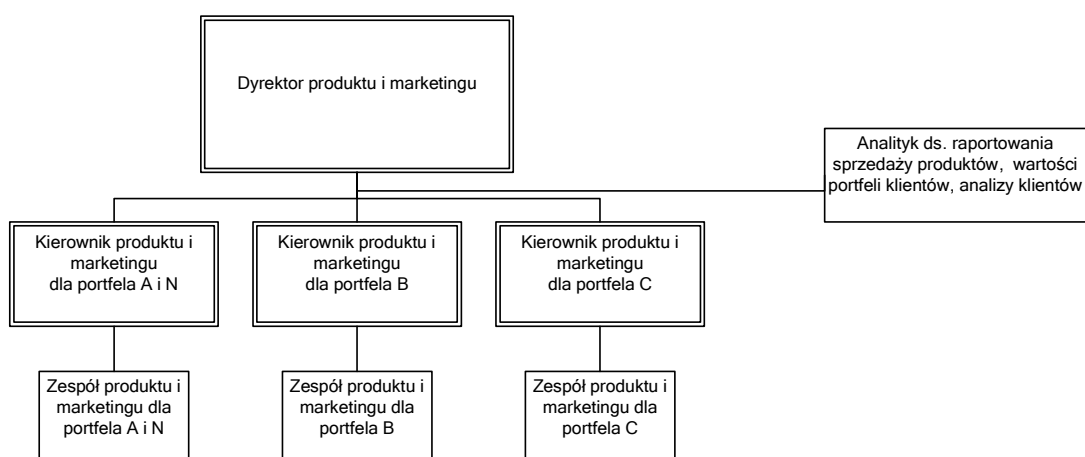 Dyrektor produktu i marketingu
Analityk ds. raportowania
sprzedaży produktów, wartości
portfeli klientów, analizy klientów
Kierownik produktu i
marketingu
dla portfela A i N
Kierownik produktu i
marketingu
dla portfela B
Kierownik produktu i
marketingu
dla portfela C
Zespół produktu i
marketingu dla
portfela A i N
Zespół produktu i
marketingu dla
portfela B
Zespół produktu i
marketingu dla
portfela C